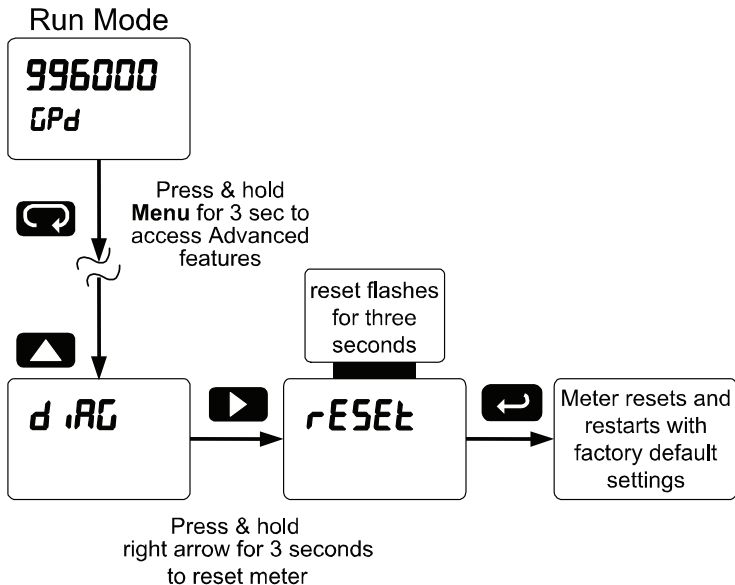 Run Mode
996000
GPd
Press & hold
Menu for 3 sec to
access Advanced
features
reset flashes
for three
seconds
diAG
rESEt
Meter resets and
restarts with
factory default
settings
Press & hold
right arrow for 3 seconds
to reset meter